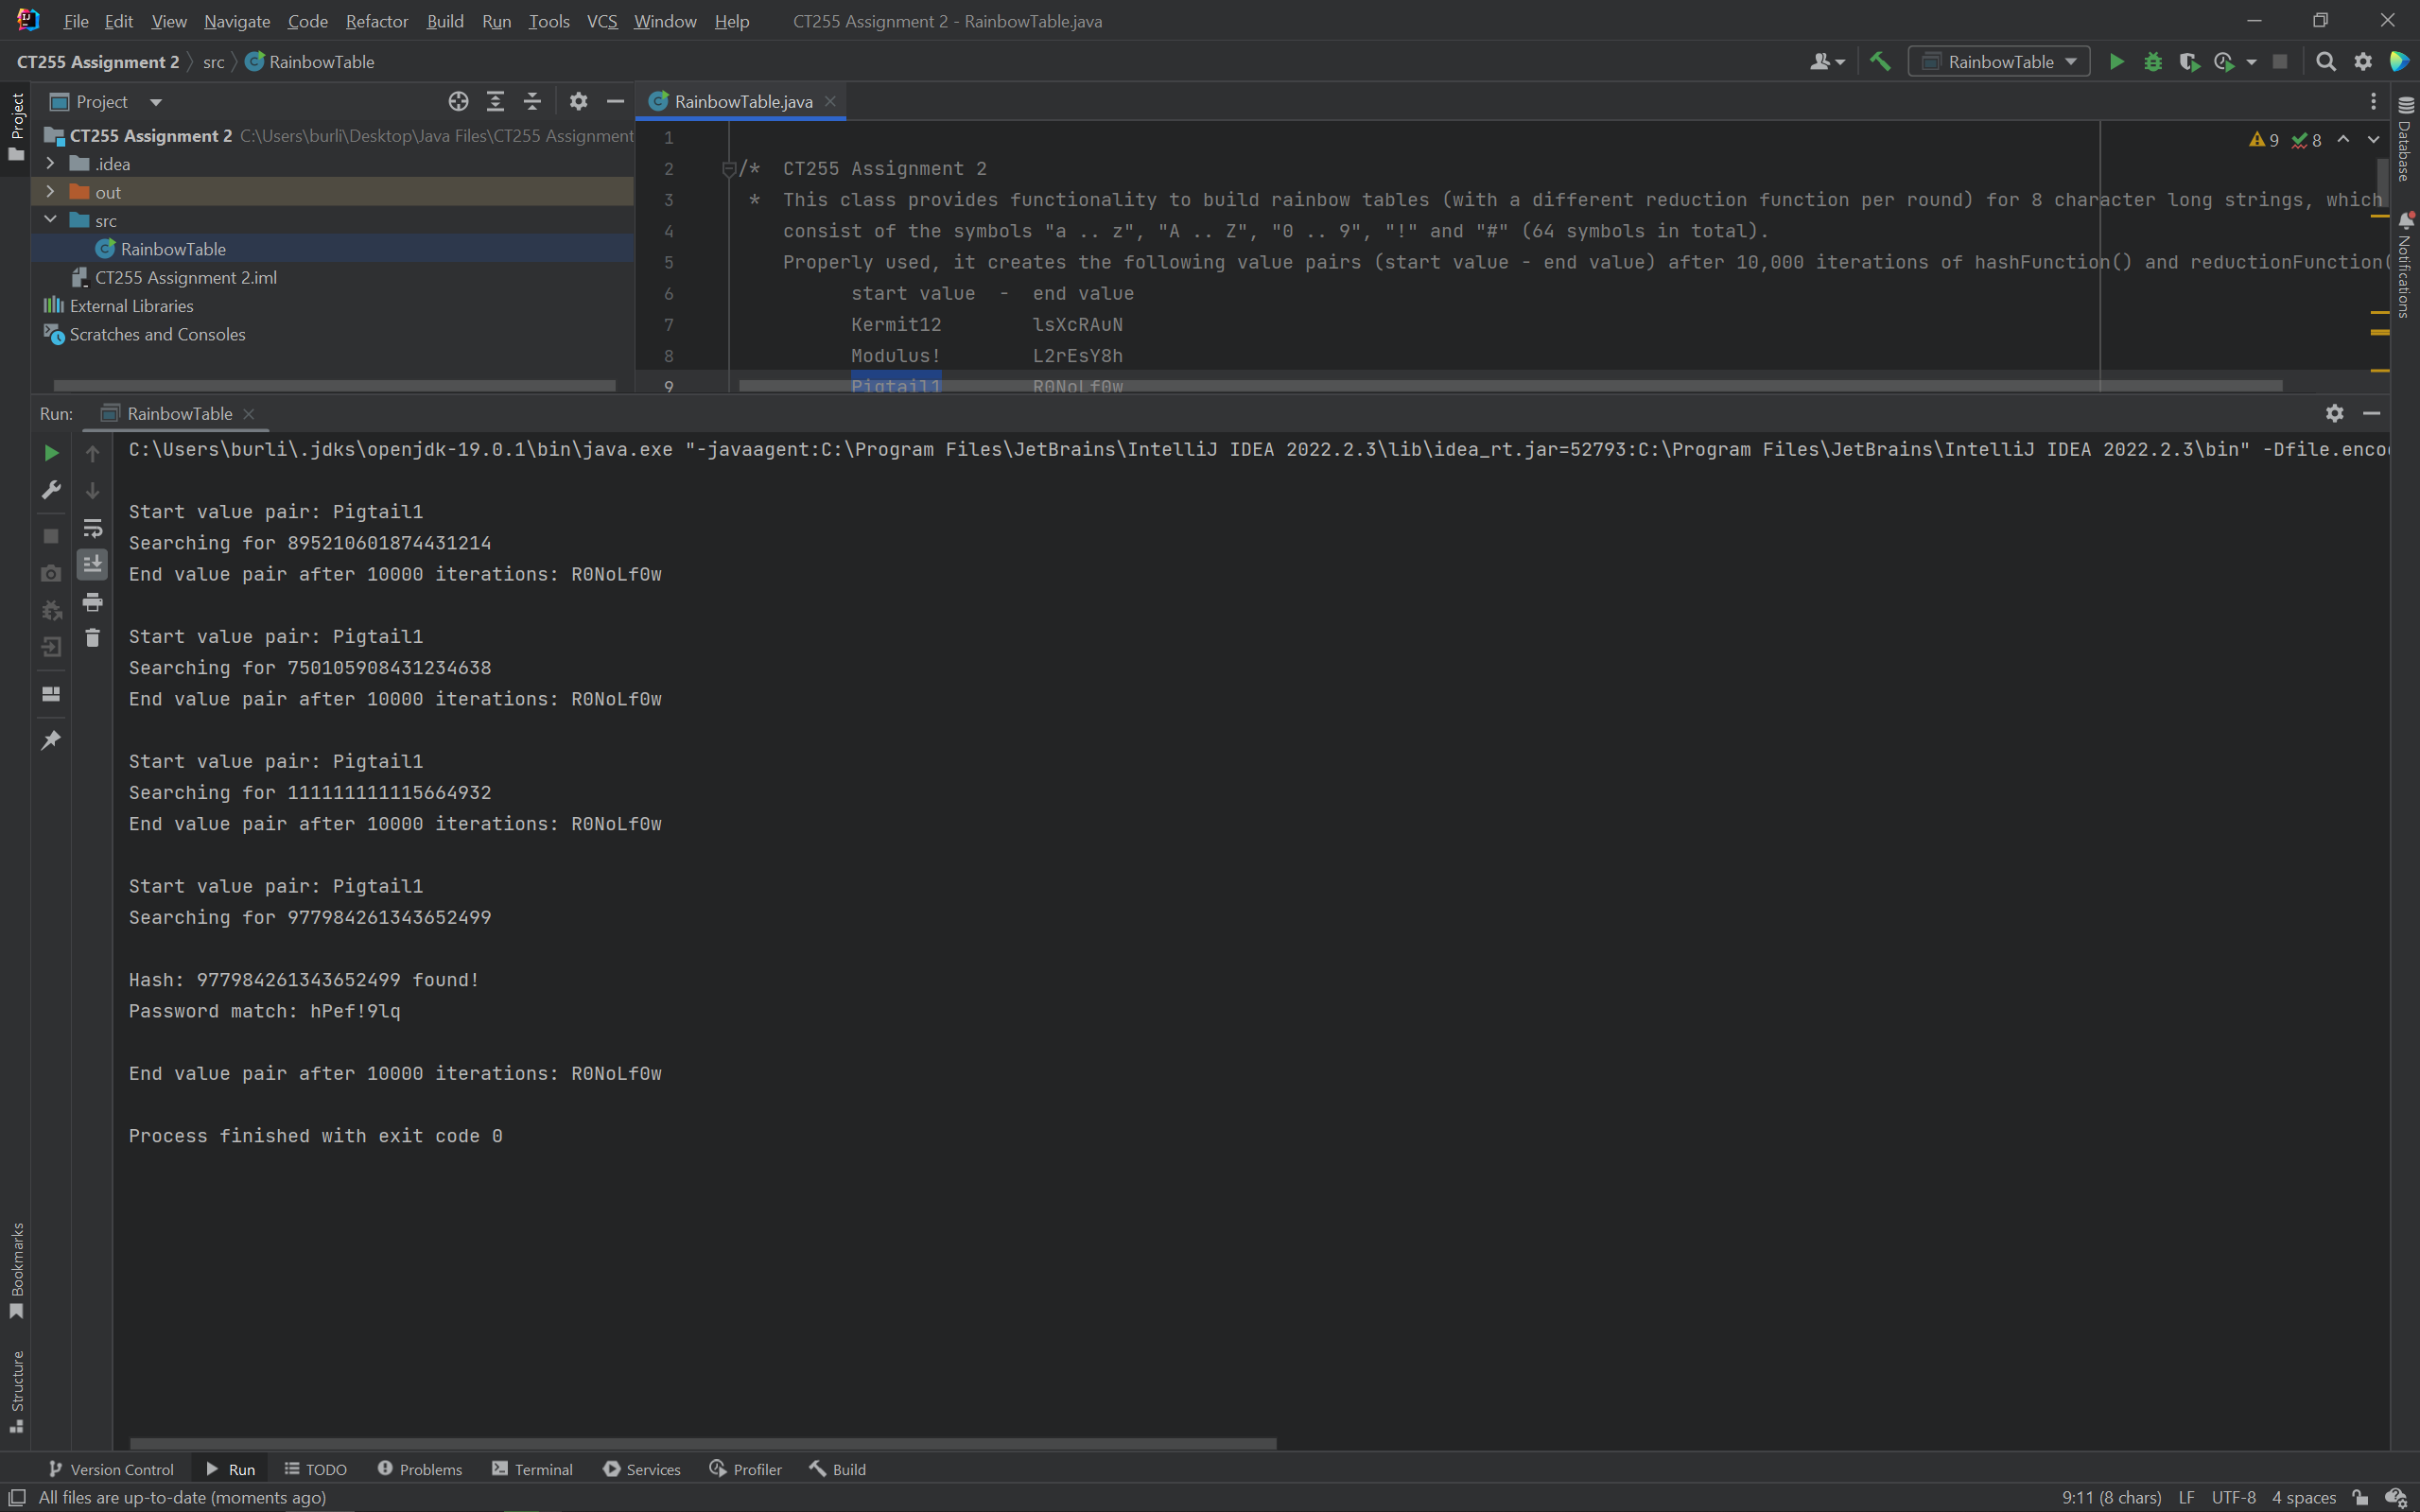 File Edit View Navigate Code Refactor Build Run Tools VCS Window Help CT255 Assignment 2 - RainbowTable.java
CT255 Assignment 2 src RainbowTable RainbowTable
Project
Project
RainbowTable.java
CT255 Assignment 2 C:\Users\burli\Desktop\Java Files\CT255 Assignment
.idea
out
src
RainbowTable
CT255 Assignment 2.iml
External Libraries
Scratches and Consoles
9 8
1
2 /* CT255 Assignment 2
3 * This class provides functionality to build rainbow tables (with a different reduction function per round) for 8 character long strings, which
4 consist of the symbols "a .. z", "A .. Z", "0 .. 9", "!" and "#" (64 symbols in total).
5 Properly used, it creates the following value pairs (start value - end value) after 10,000 iterations of hashFunction() and reductionFunction(
6 start value - end value
7 Kermit12 lsXcRAuN
8 Modulus! L2rEsY8h
9 Pigtail1 R0NoLf0w
Database
Notifications
Run: RainbowTable
C:\Users\burli\.jdks\openjdk-19.0.1\bin\java.exe "-javaagent:C:\Program Files\JetBrains\IntelliJ IDEA 2022.2.3\lib\idea_rt.jar=52793:C:\Program Files\JetBrains\IntelliJ IDEA 2022.2.3\bin" -Dfile.enco
Start value pair: Pigtail1
Searching for 895210601874431214
End value pair after 10000 iterations: R0NoLf0w
Start value pair: Pigtail1
Searching for 750105908431234638
End value pair after 10000 iterations: R0NoLf0w
Start value pair: Pigtail1
Searching for 111111111115664932
End value pair after 10000 iterations: R0NoLf0w
Start value pair: Pigtail1
Searching for 977984261343652499
Hash: 977984261343652499 found!
Password match: hPef!9lq
End value pair after 10000 iterations: R0NoLf0w
Process finished with exit code 0
Bookmarks
Structure
Version Control Run TODO Problems Terminal Services Profiler Build
All files are up-to-date (moments ago) 9:11 (8 chars) LF UTF-8 4 spaces